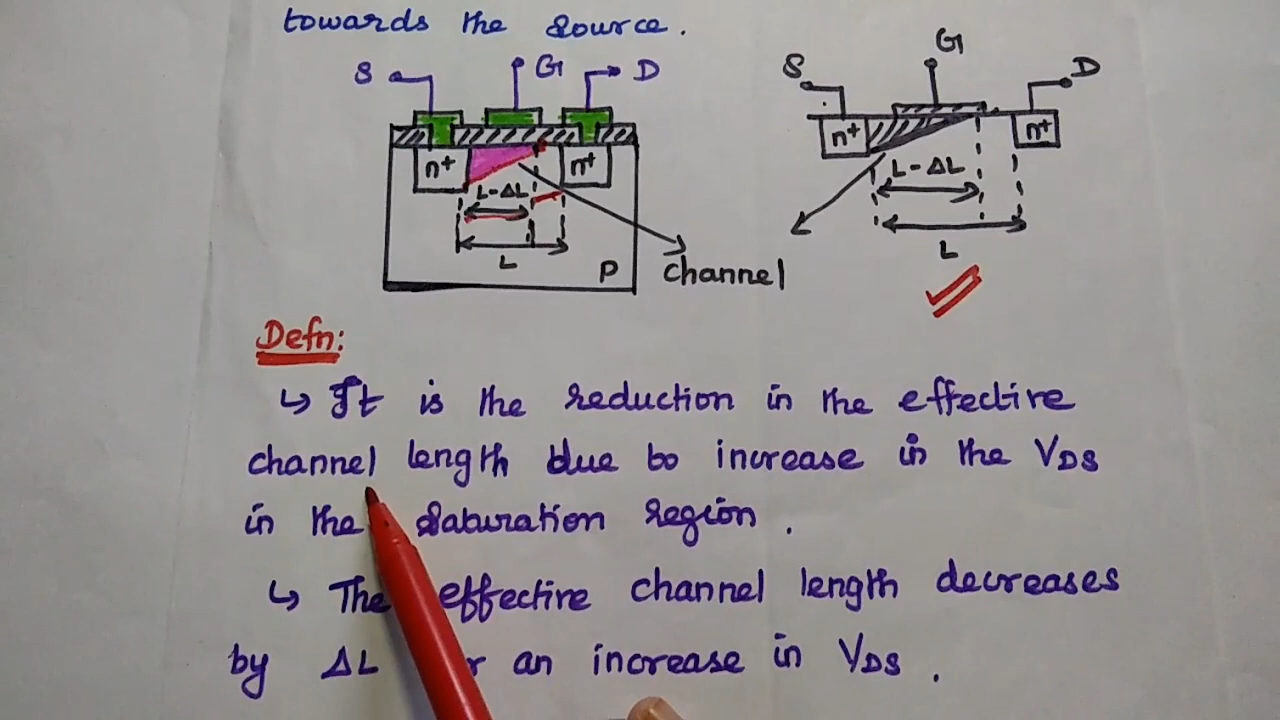 towards the source.
S G D
n+ n+
L-ΔL
L
P
channel
G
S D
n+ n+
L-ΔL
L
Defn:
↳ It is the reduction in the effective
channel length due to increase in the VDS
in the saturation region.
↳ The effective channel length decreases
by ΔL an increase in VDS.